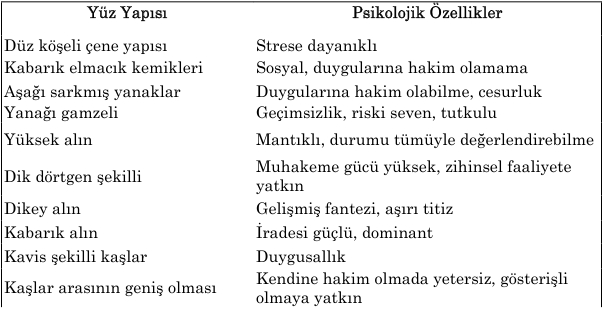 Yüz Yapısı Psikolojik Özellikler
Düz köşeli çene yapısı Strese dayanıklı
Kabarık elmacık kemikleri Sosyal, duygularına hakim olamama
Aşağı sarkmış yanaklar Duygularına hakim olabilme, cesurluk
Yanağı gamzeli Geçimsizlik, riski seven, tutkulu
Yüksek alın Mantıklı, durumu tümüyle değerlendirebilme
Dik dörtgen şekilli Muhakeme gücü yüksek, zihinsel faaliyete
yatkın
Dikey alın Gelişmiş fantezi, aşırı titiz
Kabarık alın İradesi güçlü, dominant
Kavis şekilli kaşlar Duygusallık
Kaşlar arasının geniş olması Kendine hakim olmada yetersiz, gösterişli
olmaya yatkın